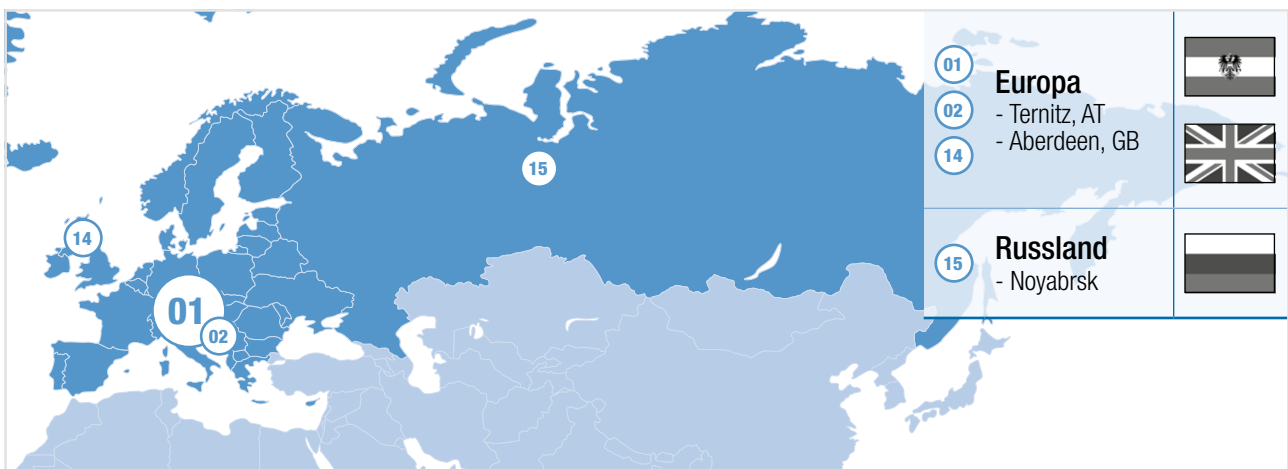 01
02
14
Europa
- Ternitz, AT
- Aberdeen, GB
15
Russland
- Noyabrsk
15
14
01
02